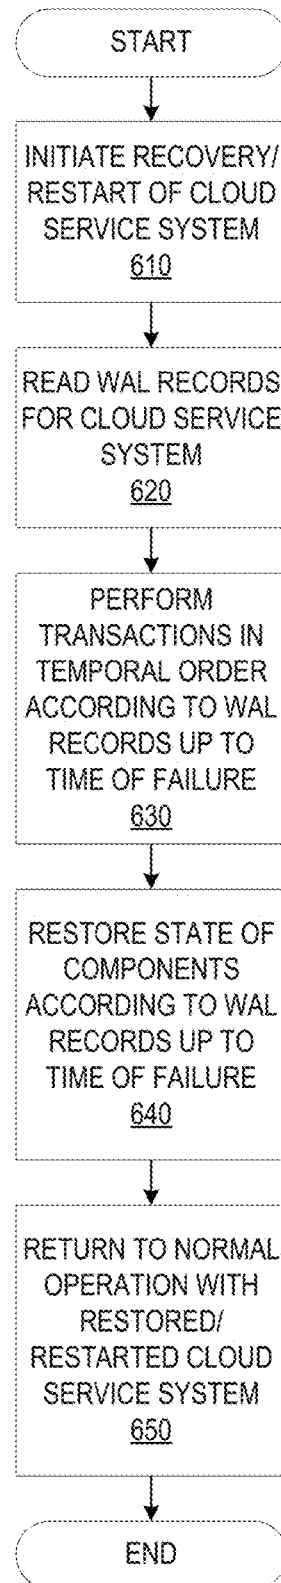 START
INITIATE RECOVERY/
RESTART OF CLOUD
SERVICE SYSTEM
610
READ WAL RECORDS
FOR CLOUD SERVICE
SYSTEM
620
PERFORM
TRANSACTIONS IN
TEMPORAL ORDER
ACCORDING TO WAL
RECORDS UP TO
TIME OF FAILURE
630
RESTORE STATE OF
COMPONENTS
ACCORDING TO WAL
RECORDS UP TO
TIME OF FAILURE
640
RETURN TO NORMAL
OPERATION WITH
RESTORED/
RESTARTED CLOUD
SERVICE SYSTEM
650
END